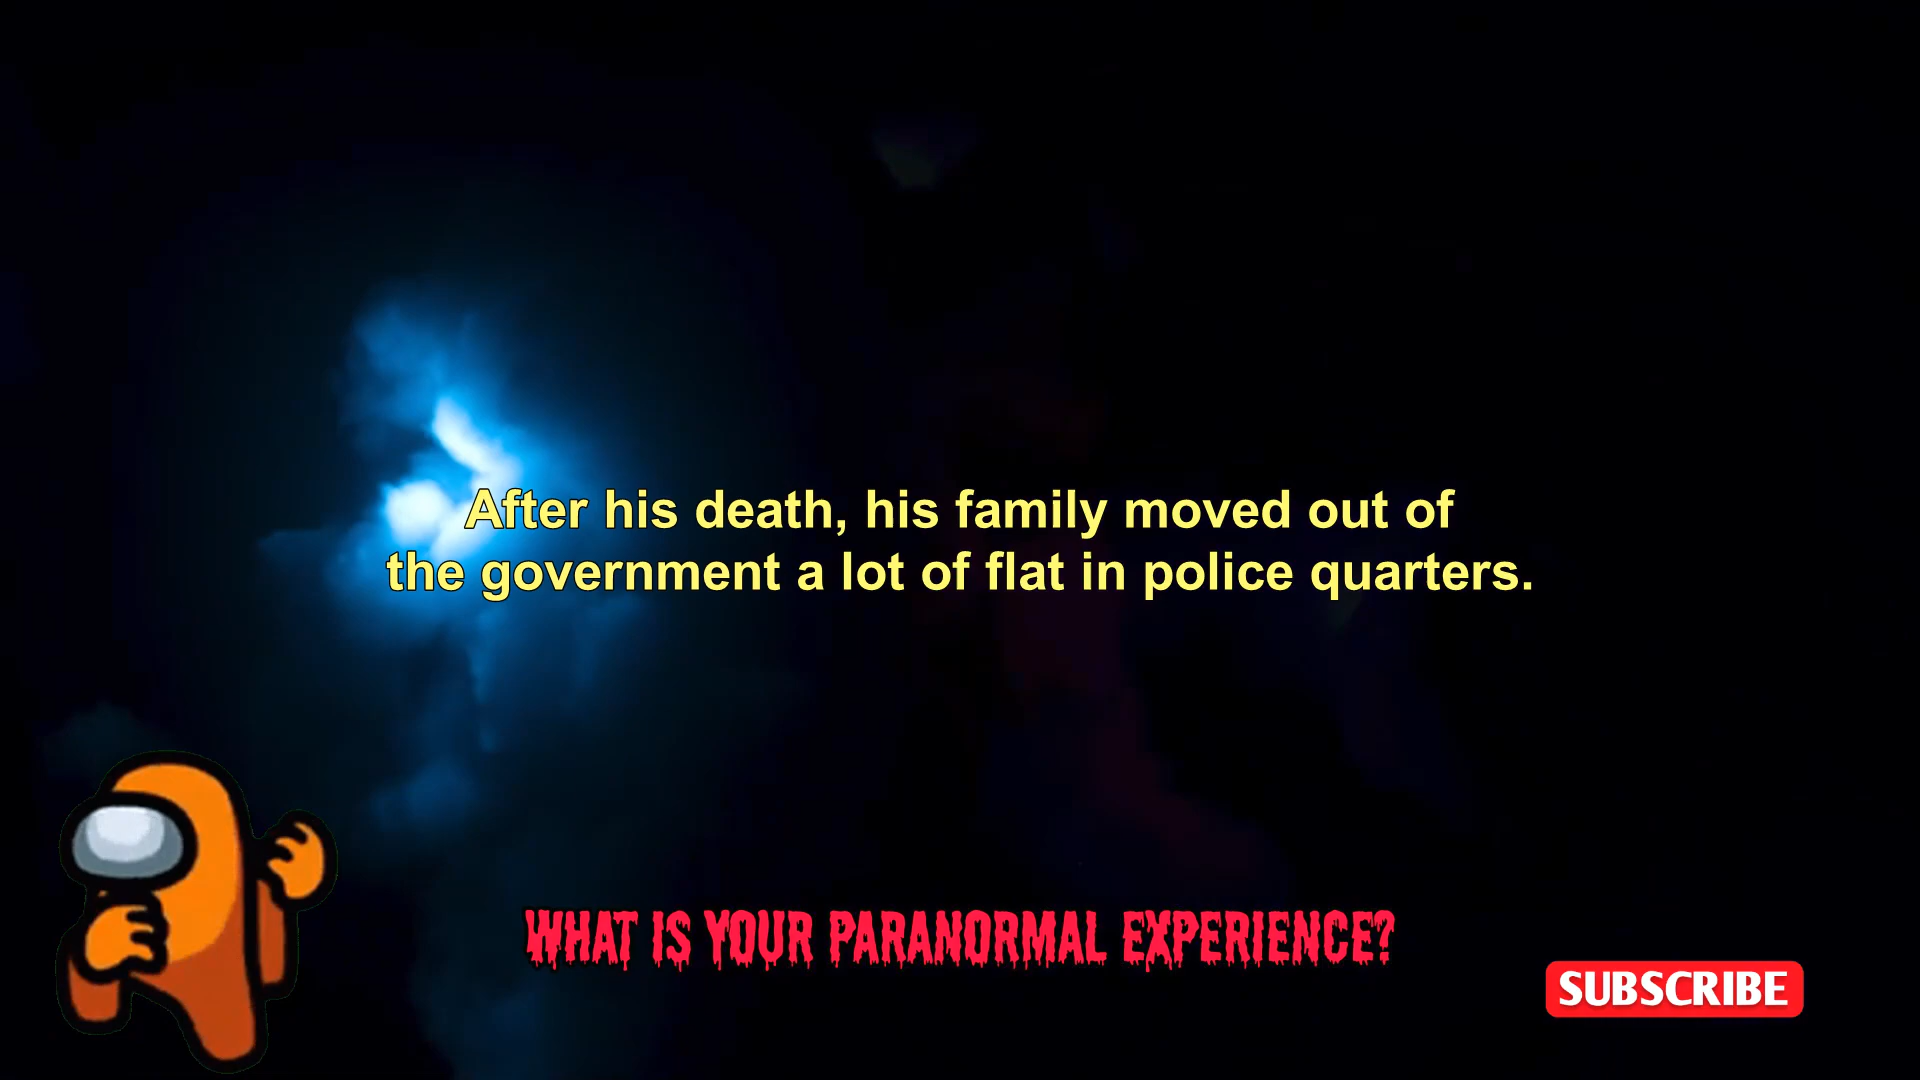 After his death, his family moved out of
the government a lot of flat in police quarters.
WHAT IS YOUR PARANORMAL EXPERIENCE?
SUBSCRIBE